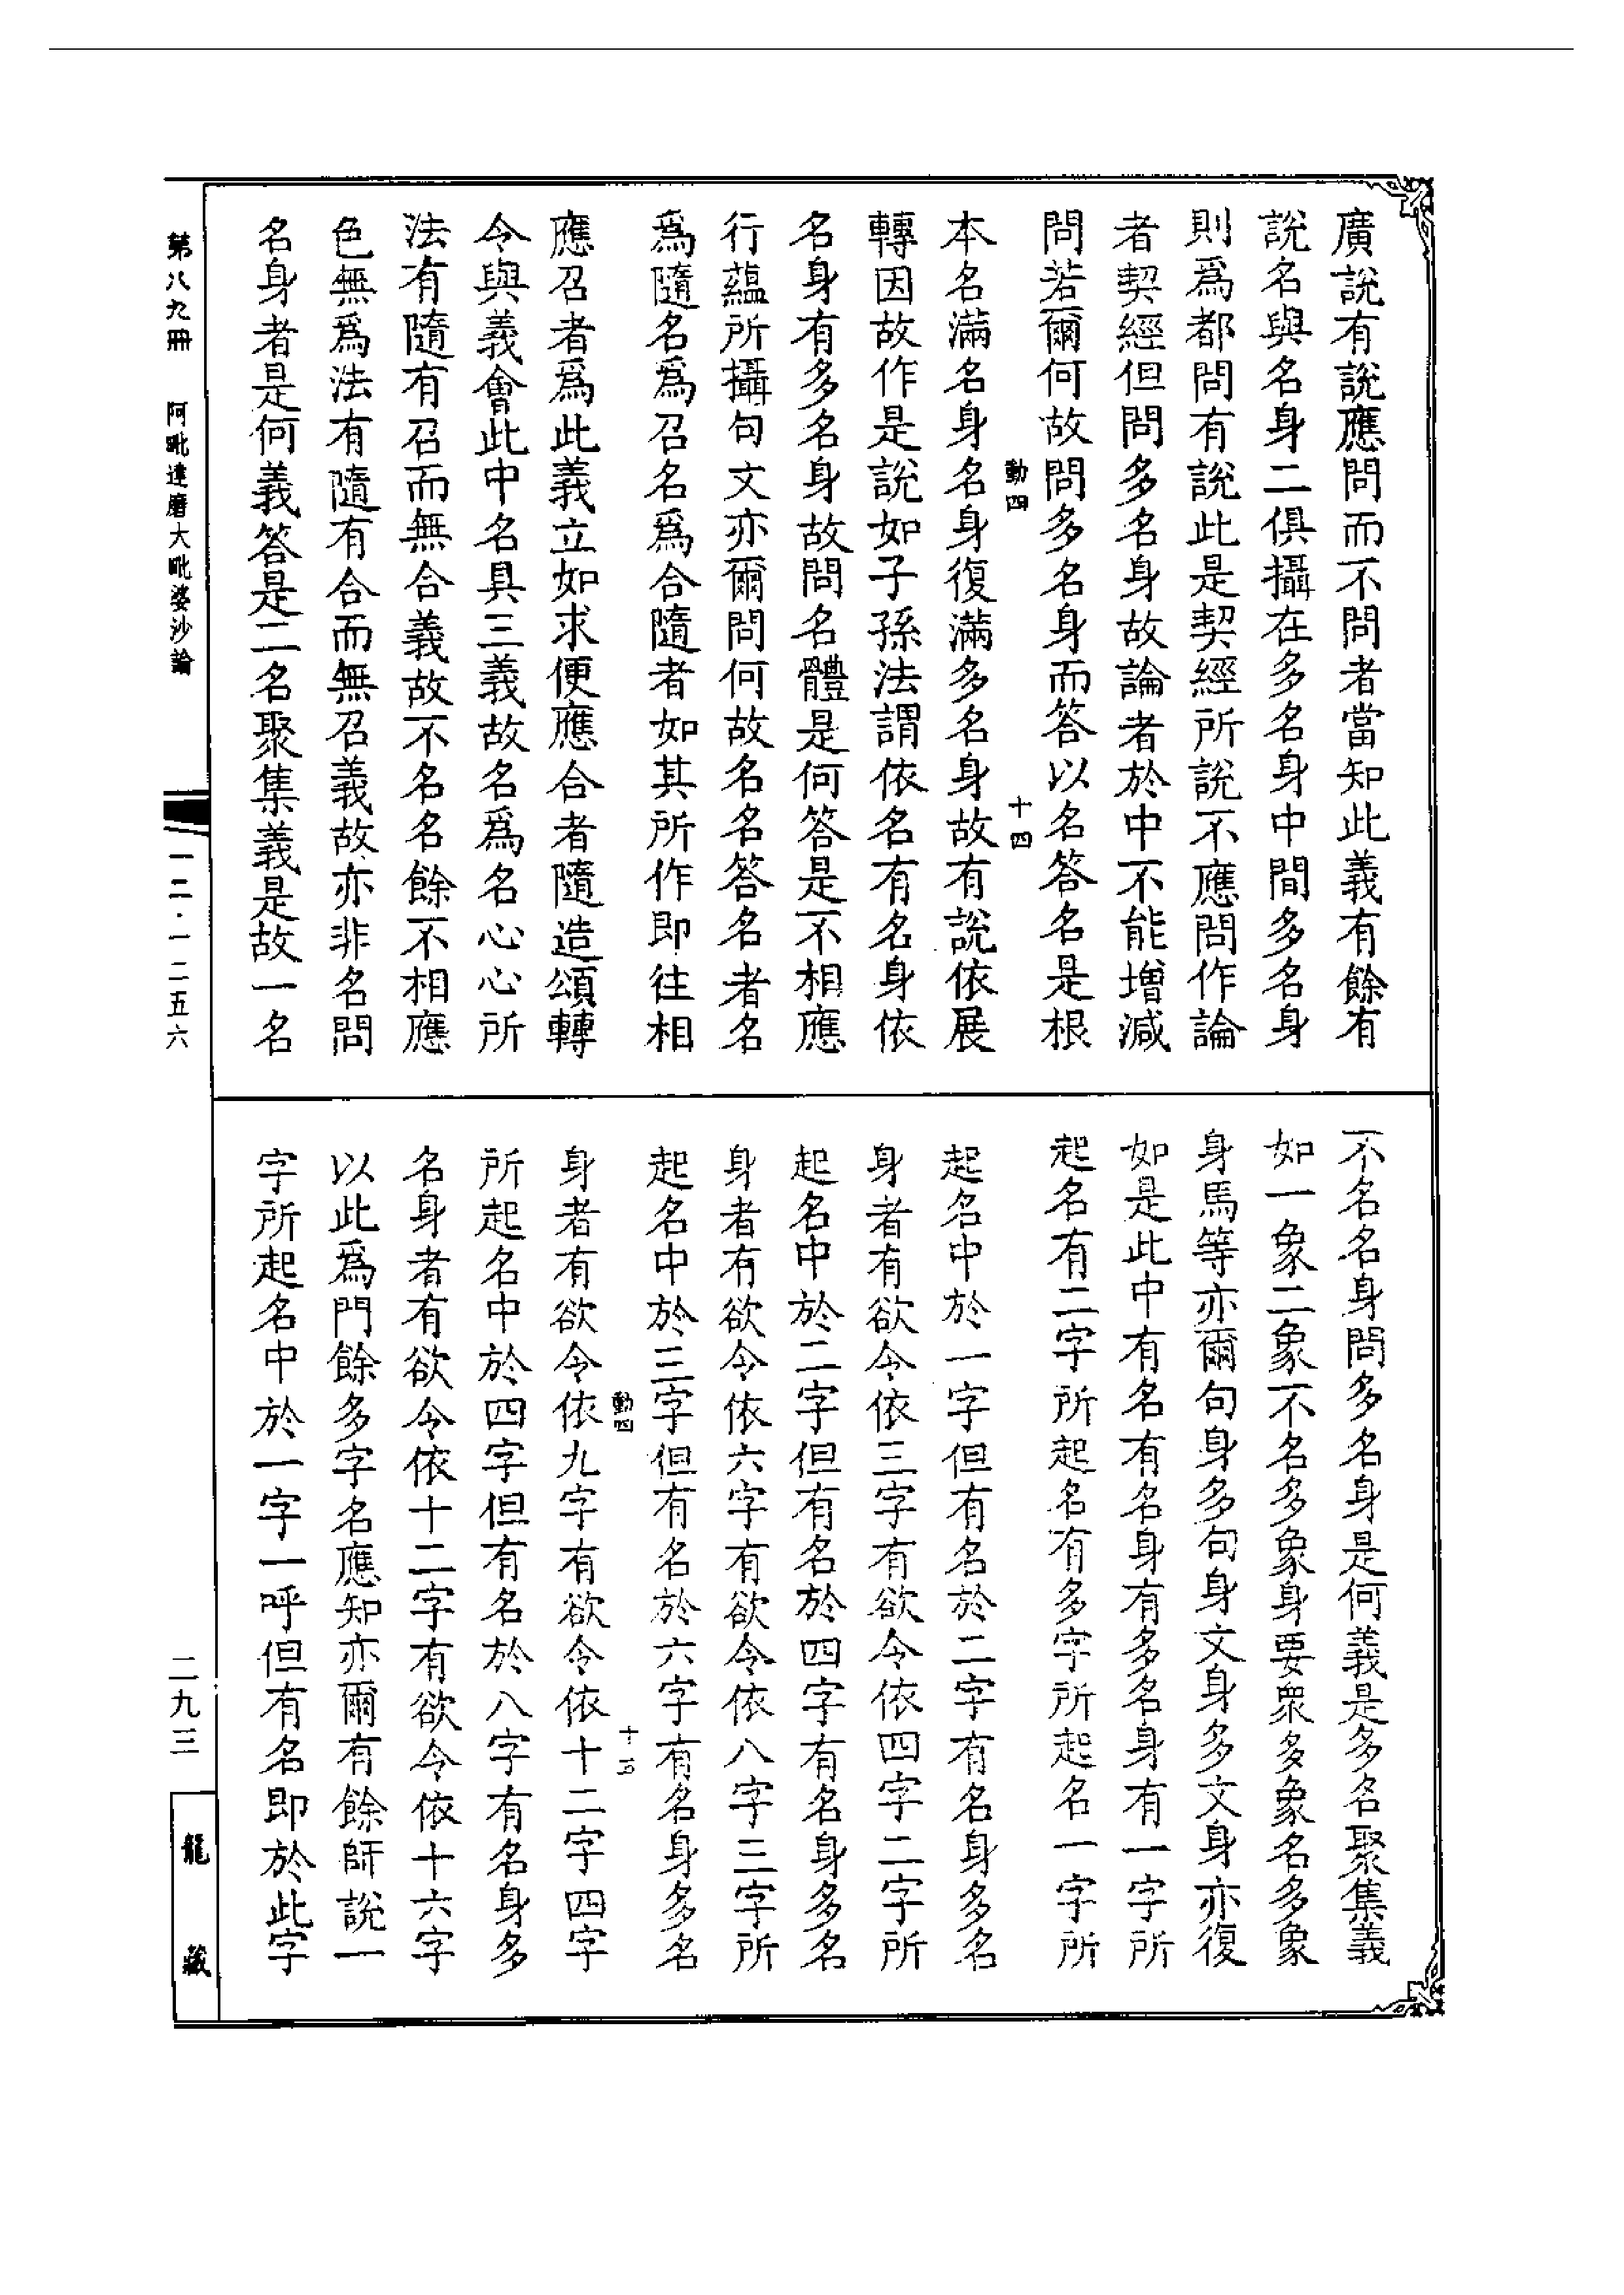 廣說有說應問而不問者當知此義有餘有
說名與名身二俱攝在多名身中間多名身
則爲都問有說此是契經所說不應問作論
者契經但問多名身故論者於中不能增減
問若爾何故問多名身而答以名答名是根
動四
十四
本名滿名身名身復滿多名身故有說依展
轉因故作是說如子孫法謂依名有名身依
名身有多名身故問名體是何答是不相應
行蘊所攝句文亦爾問何故名名答名者名
爲隨名爲召名爲合隨者如其所作即往相
應召者爲此義立如求便應合者隨造頌轉
令與義會此中名具三義故名爲名心心所
法有隨有召而無合義故不名名餘不相應
色無爲法有隨有合而無召義故亦非名問
名身者是何義答是二名聚集義是故一名
不名名身問多名身是何義是多名聚集義
如一象二象不名多象身要衆多象名多象
身馬等亦爾句身多句身文身多文身亦復
如是此中有名有名身有多名身有一字所
起名有二字所起名有多字所起名一字所
起名中於一字但有名於二字有名身多名
身者有欲令依三字有欲令依四字二字所
起名中於二字但有名於四字有名身多名
身者有欲令依六字有欲令依八字三字所
起名中於三字但有名於六字有名身多名
動四
十五
身者有欲令依九字有欲令依十二字四字
所起名中於四字但有名於八字有名身多
名身者有欲令依十二字有欲令依十六字
以此爲門餘多字名應知亦爾有餘師說一
字所起名中於一字一呼但有名即於此字
第八九冊
阿毗達磨大毗婆沙論
一二·一二五六
二九三
龍藏